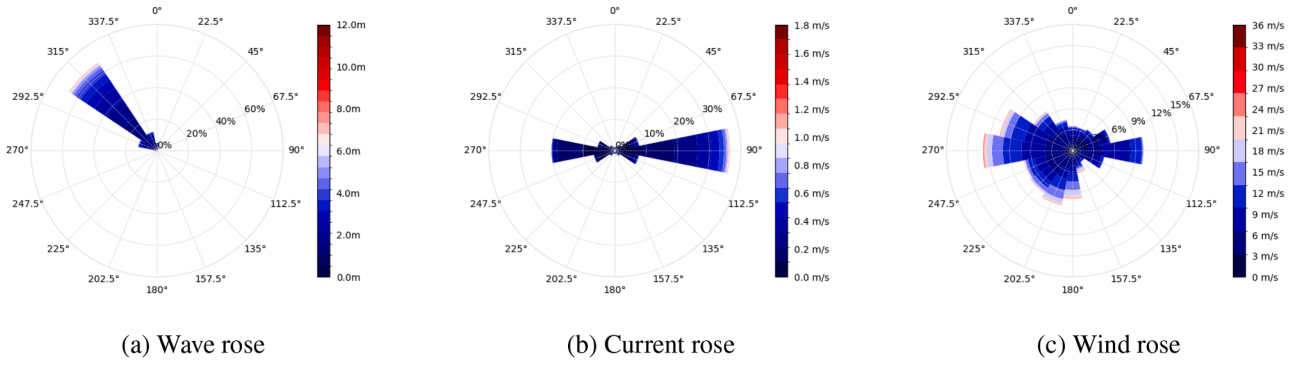 0°
22.5°
45°
67.5°
90°
112.5°
135°
157.5°
180°
202.5°
225°
247.5°
270°
292.5°
315°
337.5°
0%
20%
40%
60%
12.0m
10.0m
8.0m
6.0m
4.0m
2.0m
0.0m
(a) Wave rose
0°
22.5°
45°
67.5°
90°
112.5°
135°
157.5°
180°
202.5°
225°
247.5°
270°
292.5°
315°
337.5°
0%
10%
20%
30%
1.8 m/s
1.6 m/s
1.4 m/s
1.2 m/s
1.0 m/s
0.8 m/s
0.6 m/s
0.4 m/s
0.2 m/s
0.0 m/s
(b) Current rose
0°
22.5°
45°
67.5°
90°
112.5°
135°
157.5°
180°
202.5°
225°
247.5°
270°
292.5°
315°
337.5°
6%
9%
12%
15%
36 m/s
33 m/s
30 m/s
27 m/s
24 m/s
21 m/s
18 m/s
15 m/s
12 m/s
9 m/s
6 m/s
3 m/s
0 m/s
(c) Wind rose